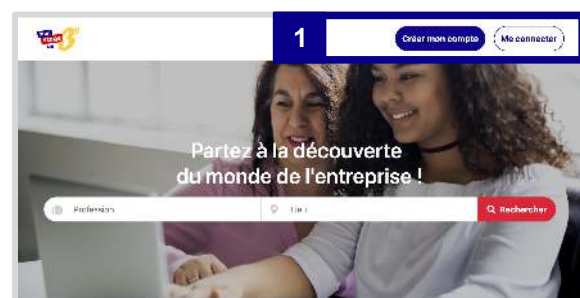 1
Créer mon compte
Me connecter
Partez à la découverte
du monde de l'entreprise !
Profession
Lieu
Rechercher